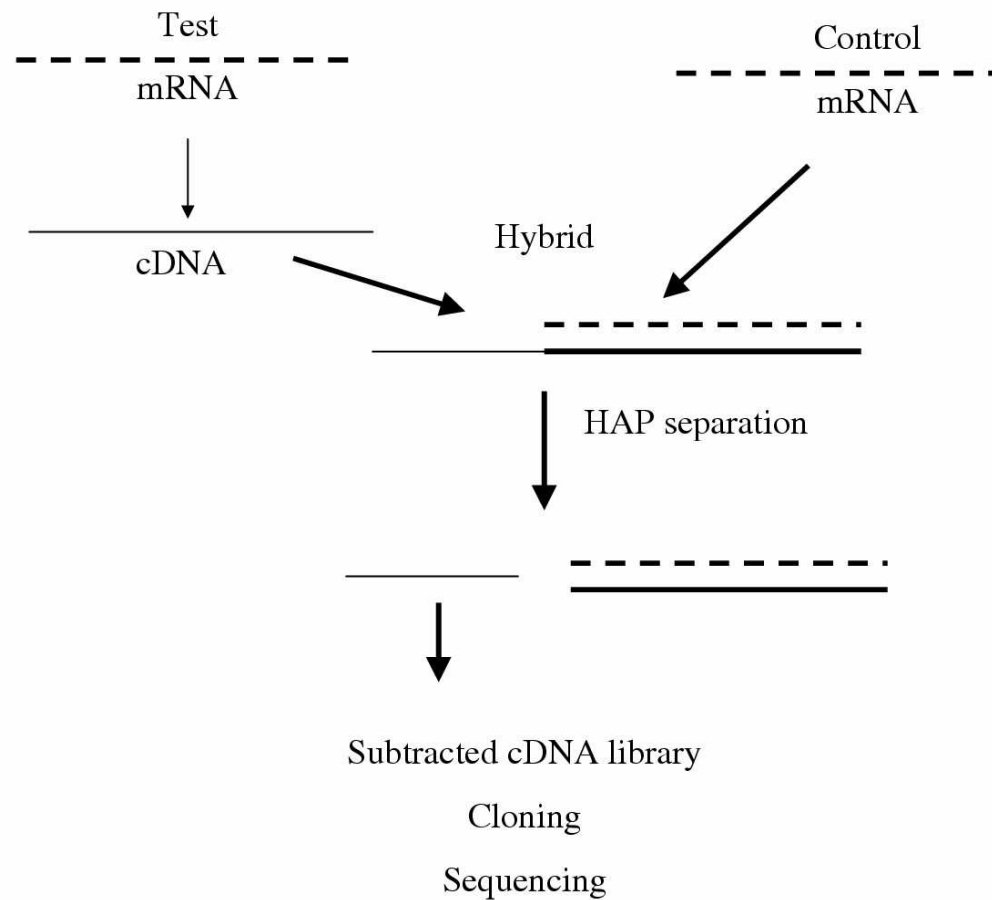 Test
mRNA
Control
mRNA
cDNA
Hybrid
HAP separation
Subtracted cDNA library
Cloning
Sequencing